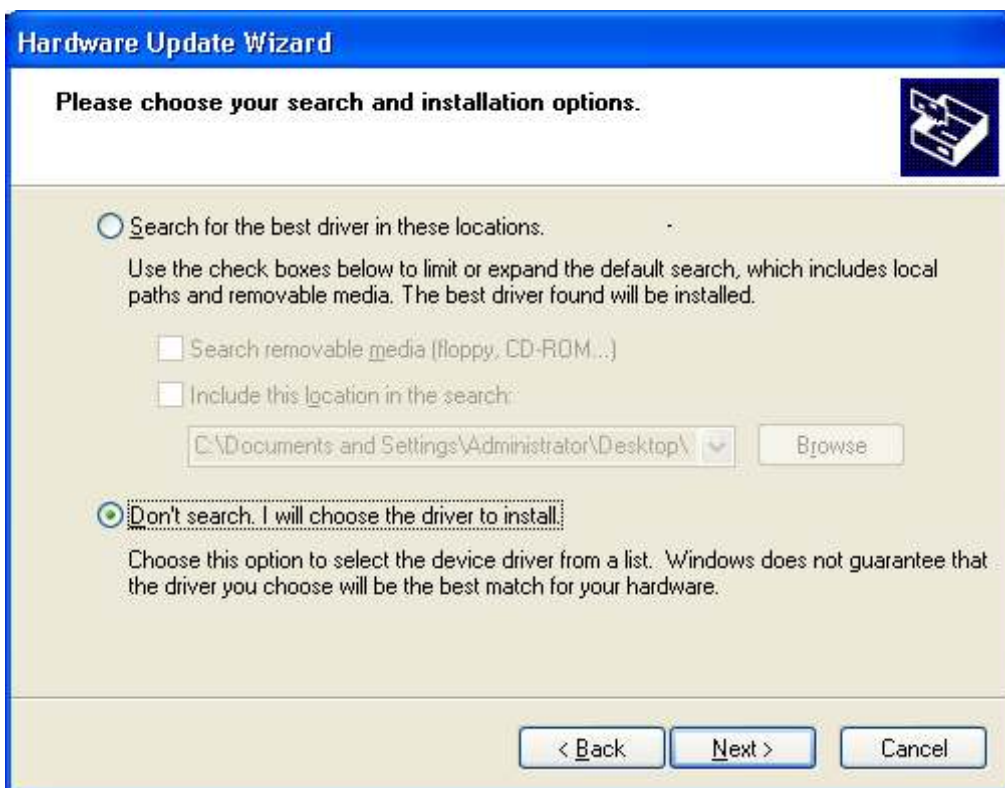 Hardware Update Wizard
Please choose your search and installation options.
Search for the best driver in these locations.
Use the check boxes below to limit or expand the default search, which includes local
paths and removable media. The best driver found will be installed.
Search removable media (floppy, CD-ROM...)
Include this location in the search:
C:\Documents and Settings\Administrator\Desktop\
Browse
Don't search. I will choose the driver to install.
Choose this option to select the device driver from a list. Windows does not guarantee that
the driver you choose will be the best match for your hardware.
< Back
Next >
Cancel